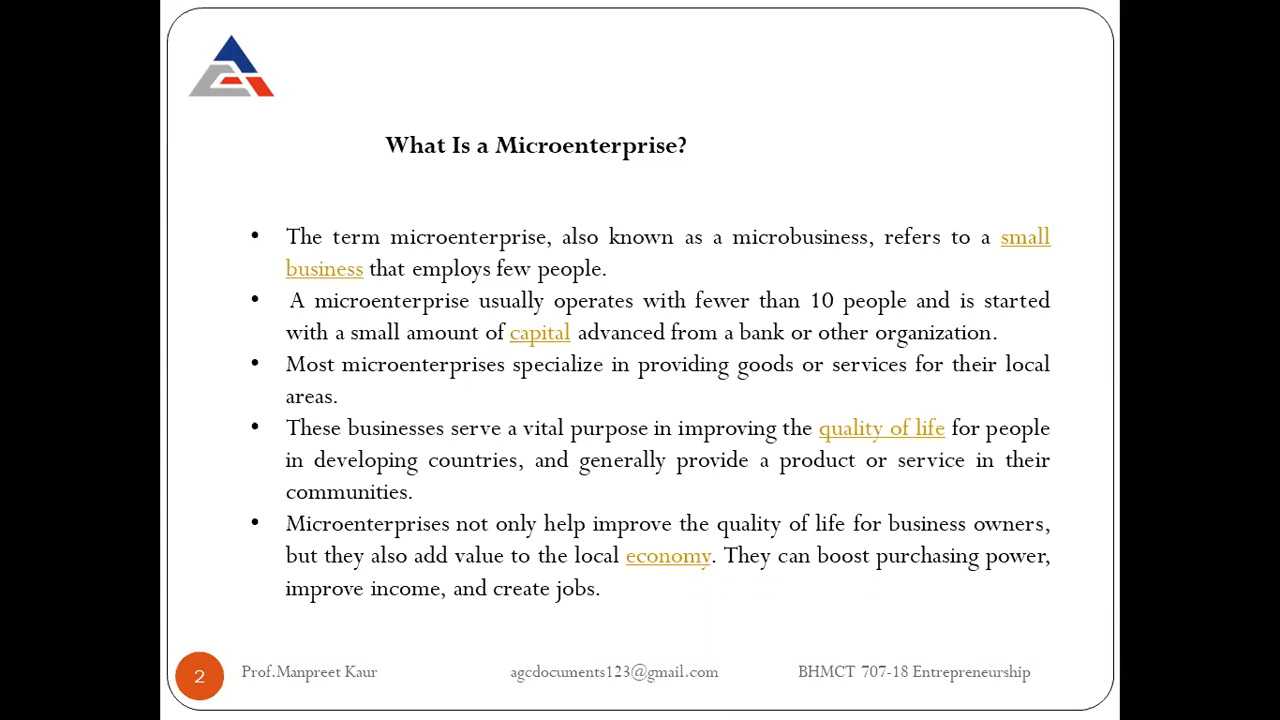 What Is a Microenterprise?
• The term microenterprise, also known as a microbusiness, refers to a small
business that employs few people.
• A microenterprise usually operates with fewer than 10 people and is started
with a small amount of capital advanced from a bank or other organization.
• Most microenterprises specialize in providing goods or services for their local
areas.
• These businesses serve a vital purpose in improving the quality of life for people
in developing countries, and generally provide a product or service in their
communities.
• Microenterprises not only help improve the quality of life for business owners,
but they also add value to the local economy. They can boost purchasing power,
improve income, and create jobs.
2 Prof.Manpreet Kaur agcdocuments123@gmail.com BHMCT 707-18 Entrepreneurship